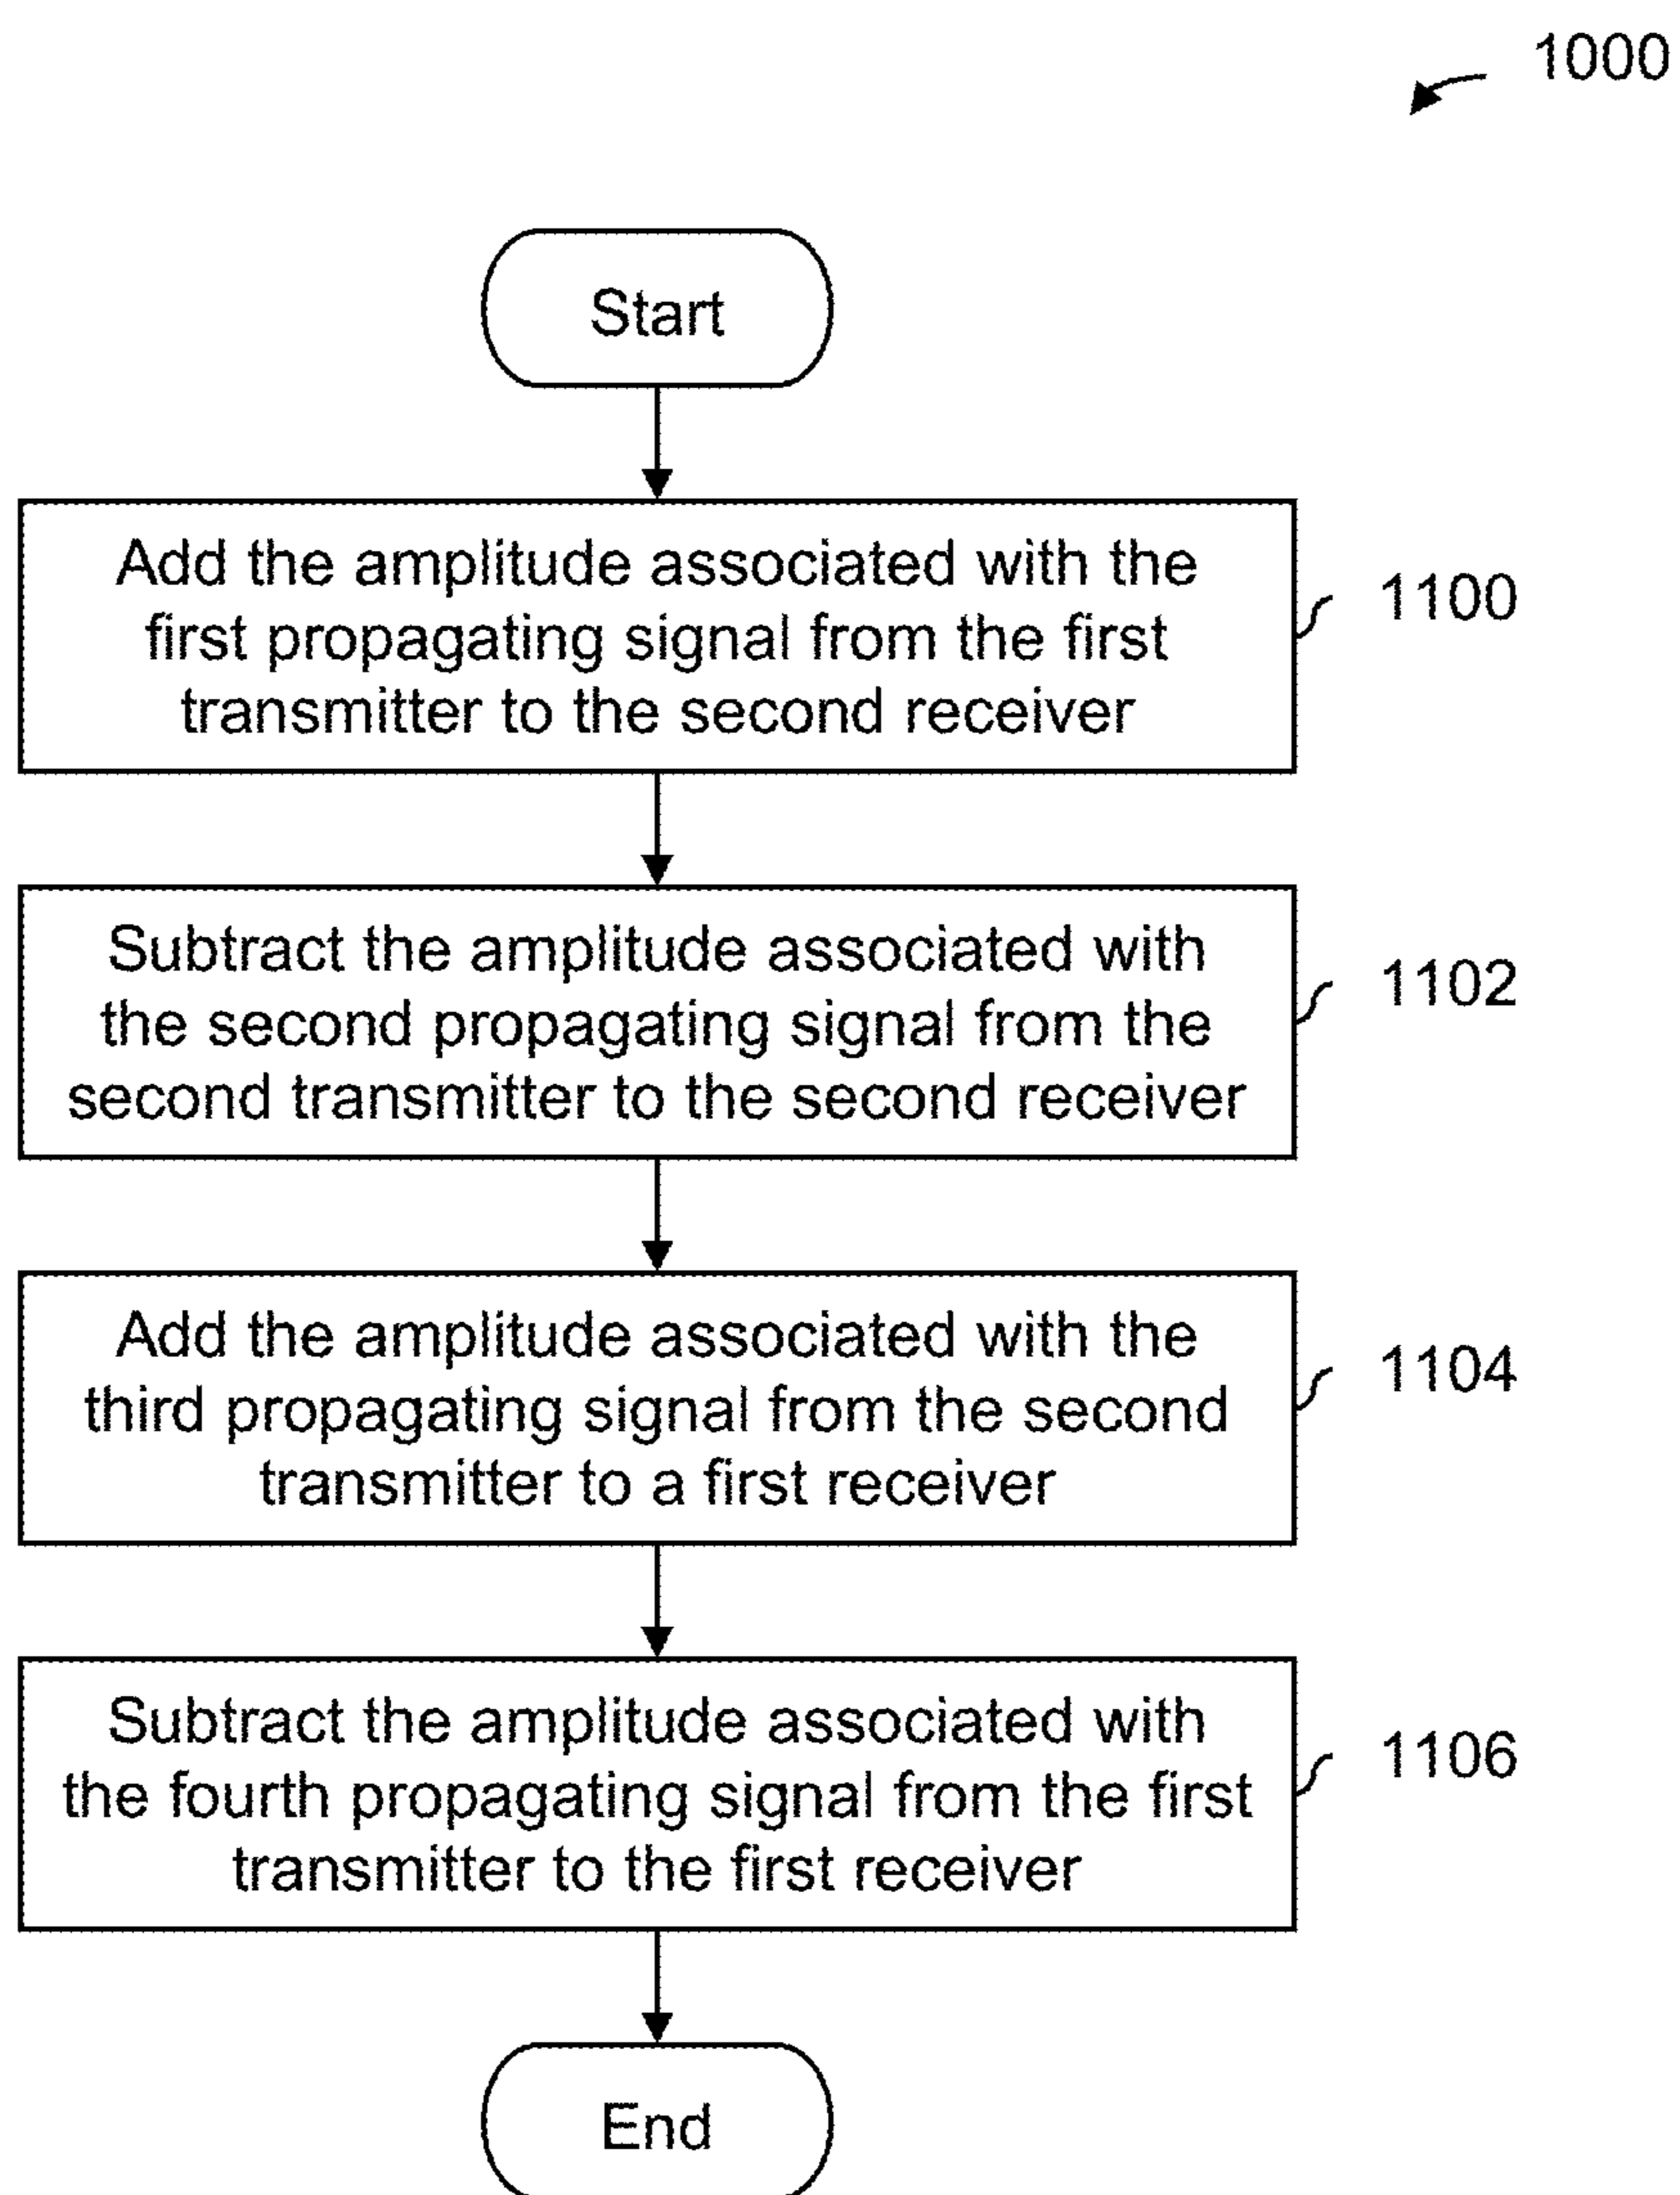 1000
Start
Add the amplitude associated with the
first propagating signal from the first
transmitter to the second receiver
1100
Subtract the amplitude associated with
the second propagating signal from the
second transmitter to the second receiver
1102
Add the amplitude associated with the
third propagating signal from the second
transmitter to a first receiver
1104
Subtract the amplitude associated with
the fourth propagating signal from the first
transmitter to the first receiver
1106
End